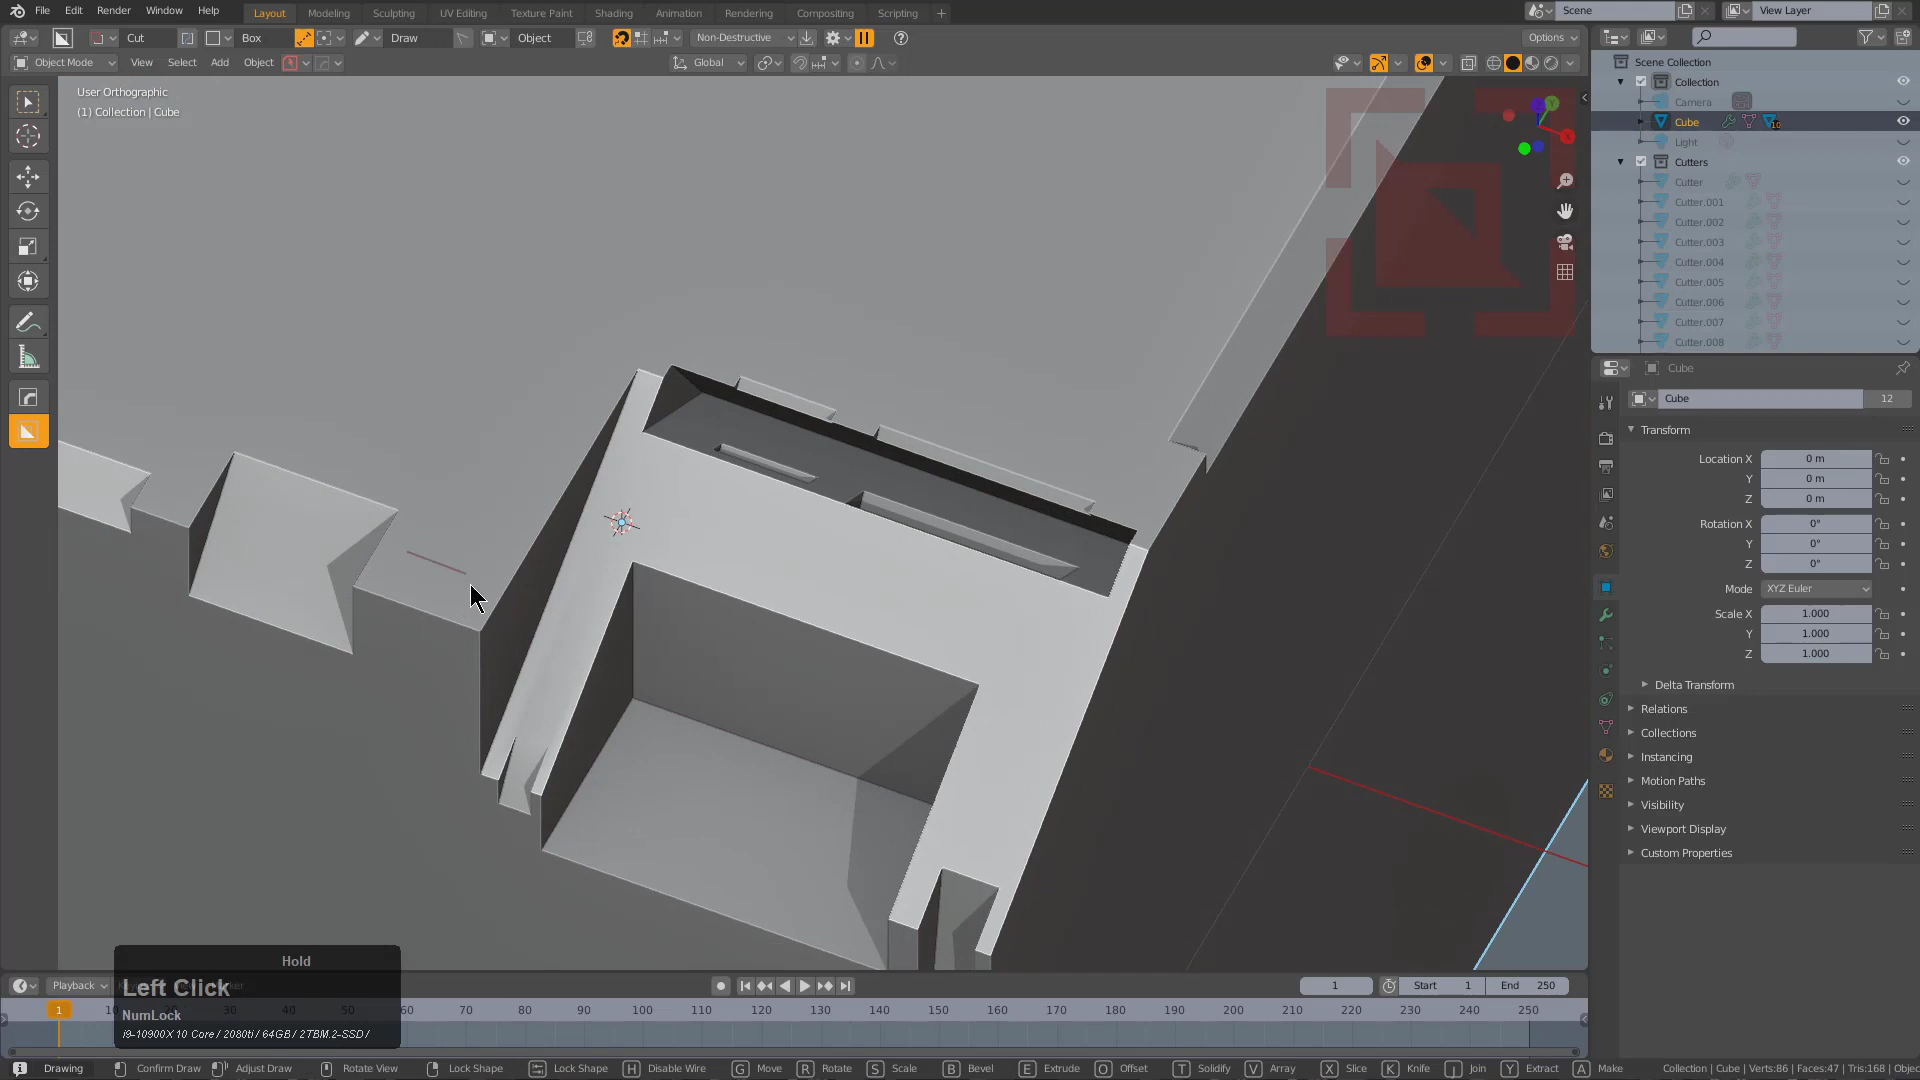 File Edit Render Window Help
Layout Modeling Sculpting UV Editing Texture Paint Shading Animation Rendering Compositing Scripting
Scene
View Layer
Cut Box Draw Object Non-Destructive Options
Object Mode View Select Add Object Global
User Orthographic
(1) Collection | Cube
Scene Collection
Collection
Camera
Cube 10
Light
Cutters
Cutter
Cutter.001
Cutter.002
Cutter.003
Cutter.004
Cutter.005
Cutter.006
Cutter.007
Cutter.008
Cube
Cube 12
Transform
Location X 0 m
Y 0 m
Z 0 m
Rotation X 0°
Y 0°
Z 0°
Mode XYZ Euler
Scale X 1.000
Y 1.000
Z 1.000
Delta Transform
Relations
Collections
Instancing
Motion Paths
Visibility
Viewport Display
Custom Properties
Hold
Left Click
NumLock
i9-10900X 10 Core / 2080ti / 64GB / 2TBM.2-SSD /
Playback
1 Start 1 End 250
1 10 30 40 50 60 70 80 90 100 110 120 130 140 150 160 170 180 190 200 210 220 230 240 250
Drawing Confirm Draw Adjust Draw Rotate View Lock Shape Lock Shape H Disable Wire G Move R Rotate S Scale B Bevel E Extrude O Offset T Solidify V Array X Slice K Knife J Join Y Extract A Make
Collection | Cube | Verts:86 | Faces:47 | Tris:168 | Objec